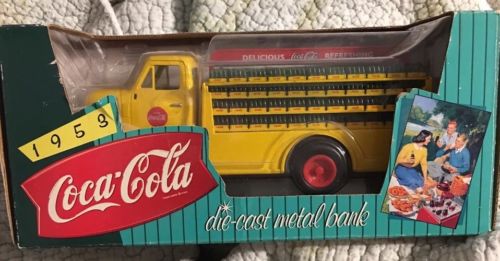 DELICIOUS Coca-Cola REFRESHING
Coca-Cola
1953
Coca-Cola
die-cast metal bank